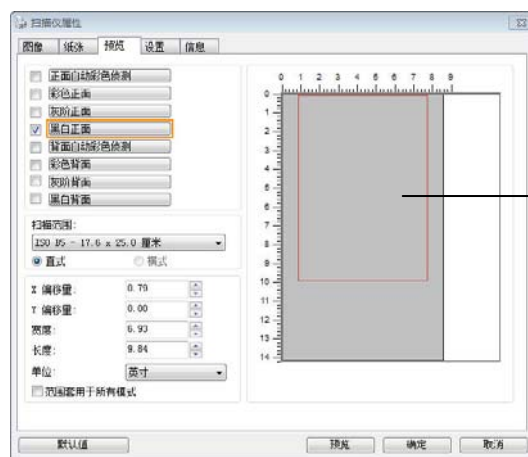 扫描仪属性
图像 纸张 预览 设置 信息
正面自动彩色侦测
彩色正面
灰阶正面
黑白正面
背面自动彩色侦测
彩色背面
灰阶背面
黑白背面
扫描范围:
ISO B5 - 17.6 x 25.0 厘米
直式 横式
X 偏移量: 0.79
Y 偏移量: 0.00
宽度: 6.93
长度: 9.84
单位: 英寸
范围套用于所有模式
0 1 2 3 4 5 6 7 8 9
0
1
2
3
4
5
6
7
8
9
10
11
12
13
14
默认值 预览 确定 取消